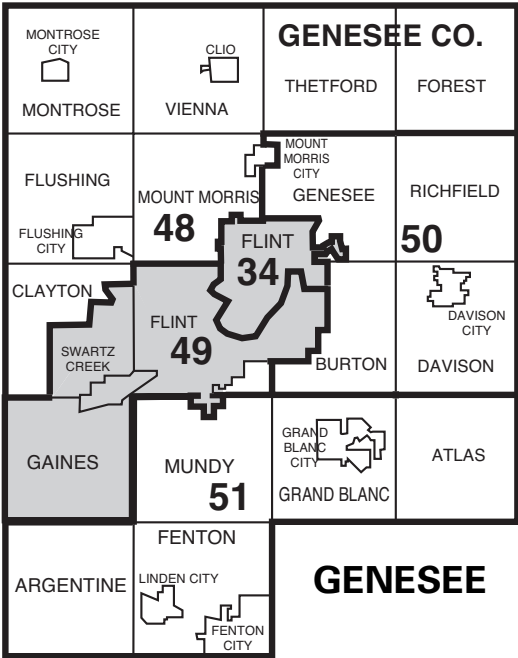 MONTROSE
CITY
MONTROSE
CLIO
VIENNA
GENESEE CO.
THETFORD
FOREST
FLUSHING
FLUSHING
CITY
MOUNT MORRIS
48
MOUNT
MORRIS
CITY
GENESEE
RICHFIELD
50
FLINT
34
CLAYTON
FLINT
49
SWARTZ
CREEK
BURTON
DAVISON
CITY
DAVISON
GAINES
MUNDY
51
GRAND
BLANC
CITY
GRAND BLANC
ATLAS
FENTON
ARGENTINE
LINDEN CITY
FENTON
CITY
GENESEE